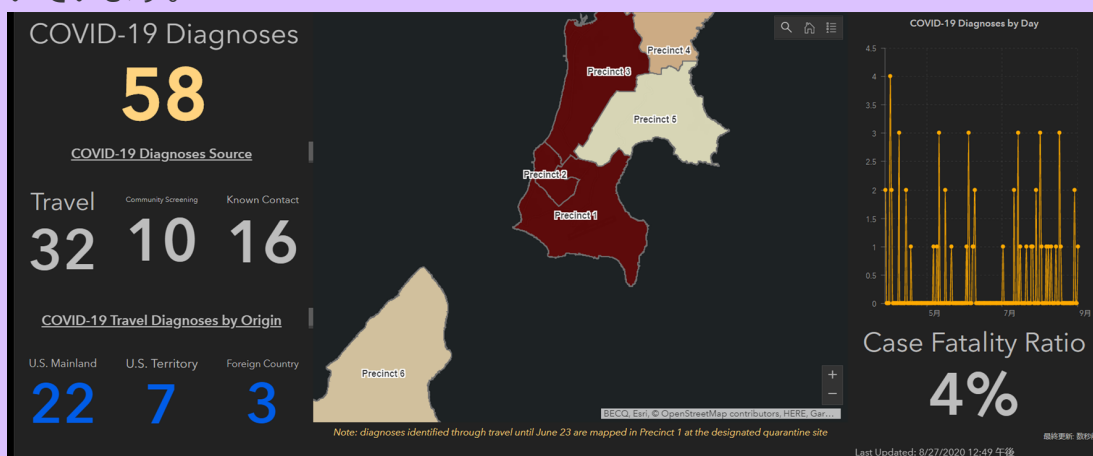 COVID-19 Diagnoses
58
COVID-19 Diagnoses Source
Travel
32
Community Screening
10
Known Contact
16
COVID-19 Travel Diagnoses by Origin
U.S. Mainland
22
U.S. Territory
7
Foreign Country
3
Precinct 4
Precinct 3
Precinct 5
Precinct 2
Precinct 1
Precinct 6
+
−
BECQ, Esri, © OpenStreetMap contributors, HERE, Gar...
Note: diagnoses identified through travel until June 23 are mapped in Precinct 1 at the designated quarantine site
COVID-19 Diagnoses by Day
4.5
4
3.5
3
2.5
2
1.5
1
0.5
0
5月 7月 9月
Case Fatality Ratio
4%
最終更新: 数秒
Last Updated: 8/27/2020 12:49 午後